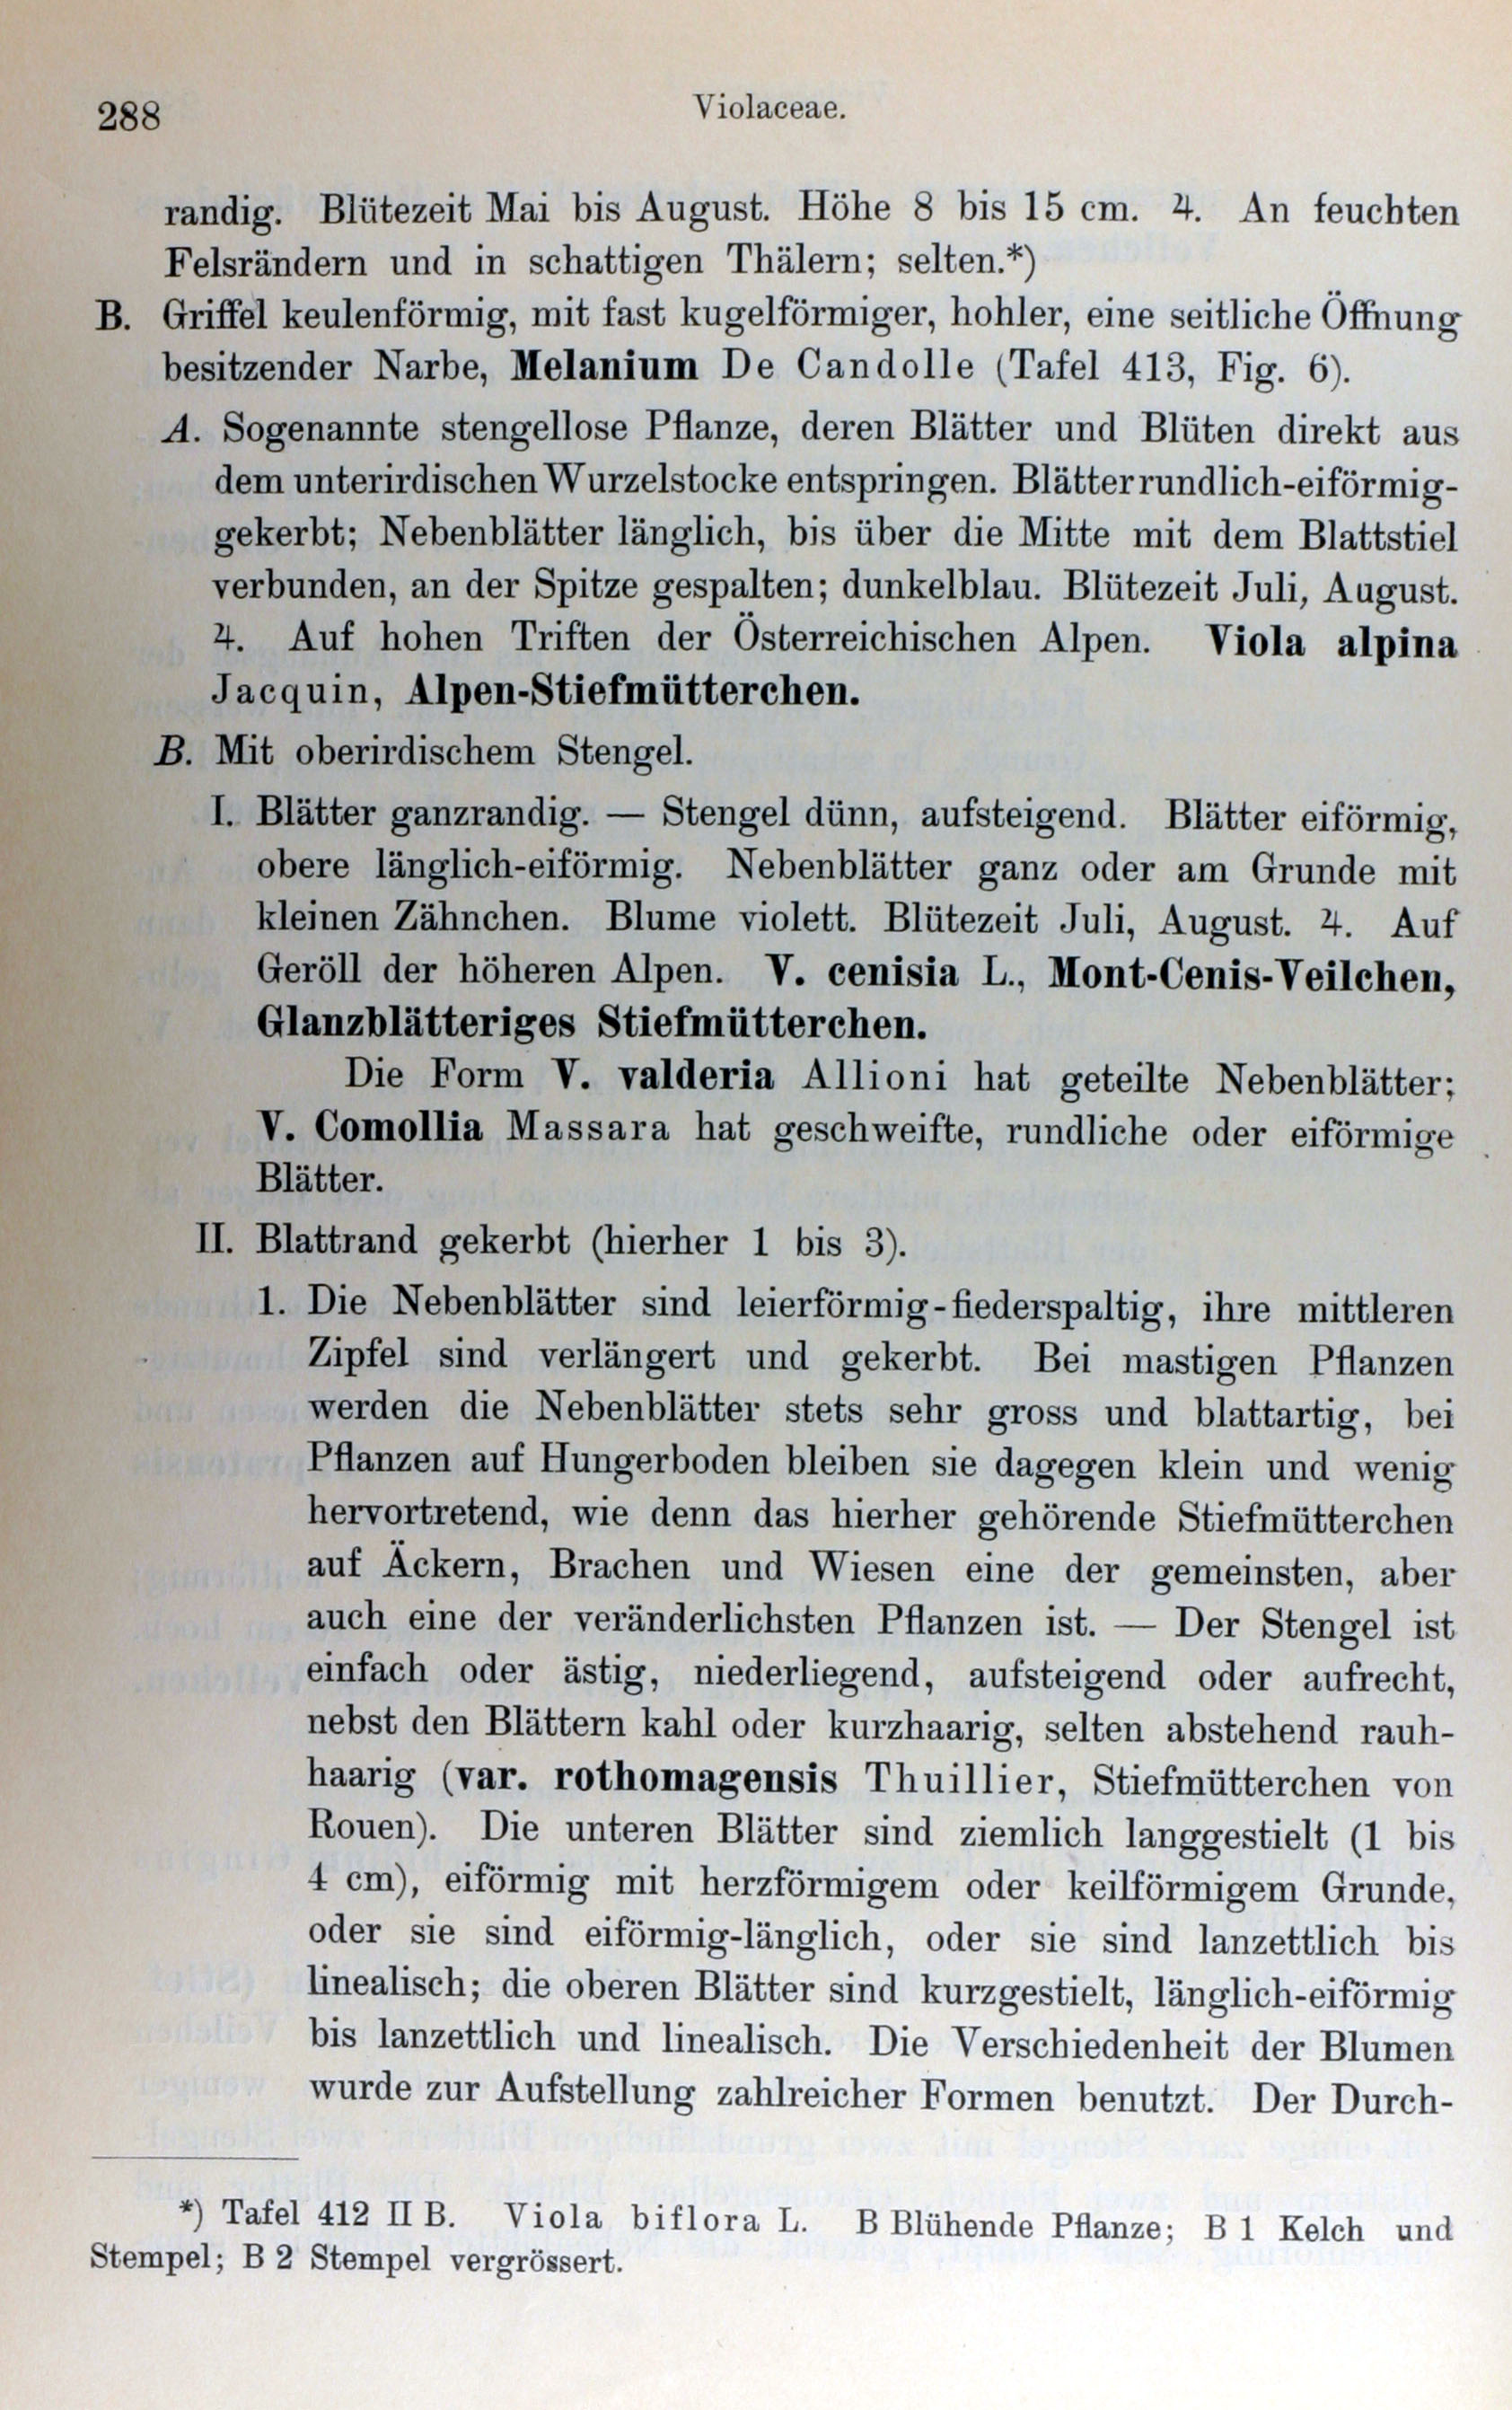 288
Violaceae.
randig. Blütezeit Mai bis August. Höhe 8 bis 15 cm. ♃. An feuchten
Felsrändern und in schattigen Thälern; selten.*)
B. Griffel keulenförmig, mit fast kugelförmiger, hohler, eine seitliche Öffnung
besitzender Narbe, Melanium De Candolle (Tafel 413, Fig. 6).
A. Sogenannte stengellose Pflanze, deren Blätter und Blüten direkt aus
dem unterirdischen Wurzelstocke entspringen. Blätter rundlich-eiförmig-
gekerbt; Nebenblätter länglich, bis über die Mitte mit dem Blattstiel
verbunden, an der Spitze gespalten; dunkelblau. Blütezeit Juli, August.
♃. Auf hohen Triften der Österreichischen Alpen. Viola alpina
Jacquin, Alpen-Stiefmütterchen.
B. Mit oberirdischem Stengel.
I. Blätter ganzrandig. — Stengel dünn, aufsteigend. Blätter eiförmig,
obere länglich-eiförmig. Nebenblätter ganz oder am Grunde mit
kleinen Zähnchen. Blume violett. Blütezeit Juli, August. ♃. Auf
Geröll der höheren Alpen. V. cenisia L., Mont-Cenis-Veilchen,
Glanzblätteriges Stiefmütterchen.
Die Form V. valderia Allioni hat geteilte Nebenblätter;
V. Comollia Massara hat geschweifte, rundliche oder eiförmige
Blätter.
II. Blattrand gekerbt (hierher 1 bis 3).
1. Die Nebenblätter sind leierförmig-fiederspaltig, ihre mittleren
Zipfel sind verlängert und gekerbt. Bei mastigen Pflanzen
werden die Nebenblätter stets sehr gross und blattartig, bei
Pflanzen auf Hungerboden bleiben sie dagegen klein und wenig
hervortretend, wie denn das hierher gehörende Stiefmütterchen
auf Äckern, Brachen und Wiesen eine der gemeinsten, aber
auch eine der veränderlichsten Pflanzen ist. — Der Stengel ist
einfach oder ästig, niederliegend, aufsteigend oder aufrecht,
nebst den Blättern kahl oder kurzhaarig, selten abstehend rauh-
haarig (var. rothomagensis Thuillier, Stiefmütterchen von
Rouen). Die unteren Blätter sind ziemlich langgestielt (1 bis
4 cm), eiförmig mit herzförmigem oder keilförmigem Grunde,
oder sie sind eiförmig-länglich, oder sie sind lanzettlich bis
linealisch; die oberen Blätter sind kurzgestielt, länglich-eiförmig
bis lanzettlich und linealisch. Die Verschiedenheit der Blumen
wurde zur Aufstellung zahlreicher Formen benutzt. Der Durch-
*) Tafel 412 II B. Viola biflora L. B Blühende Pflanze; B 1 Kelch und
Stempel; B 2 Stempel vergrössert.